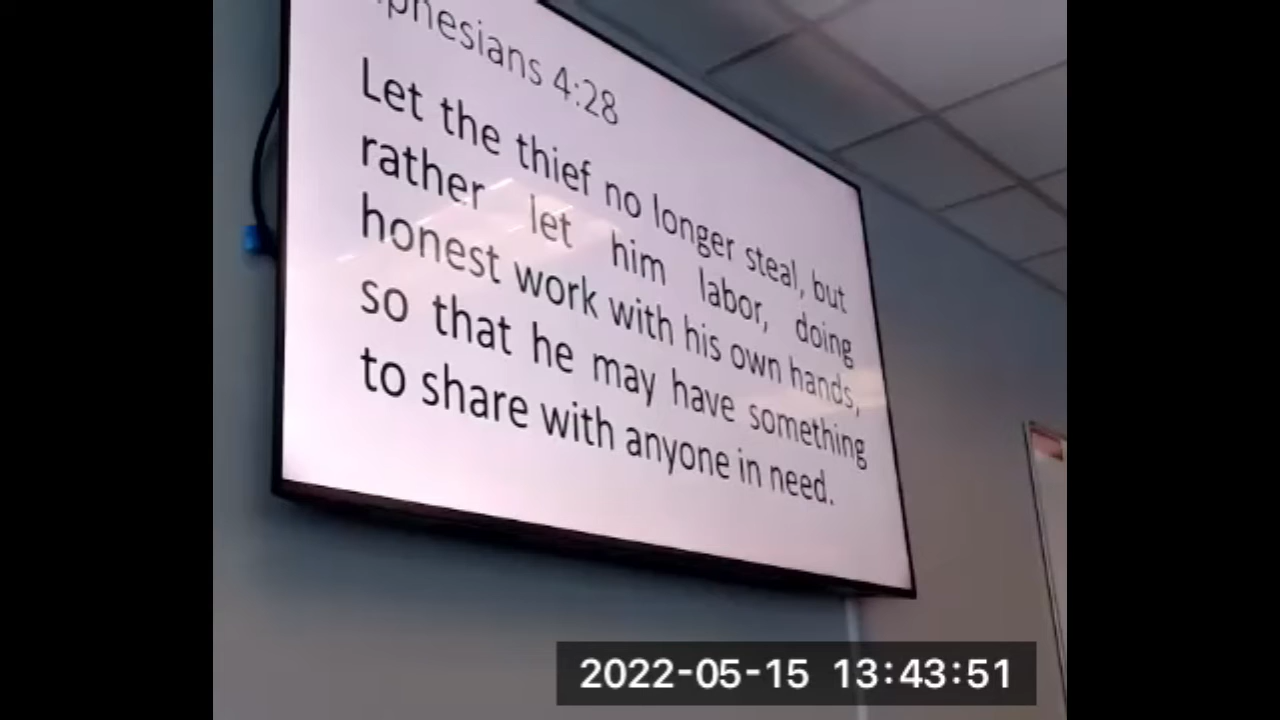 phesians 4:28
Let the thief no longer steal, but
rather let him labor, doing
honest work with his own hands,
so that he may have something
to share with anyone in need.
2022-05-15 13:43:51